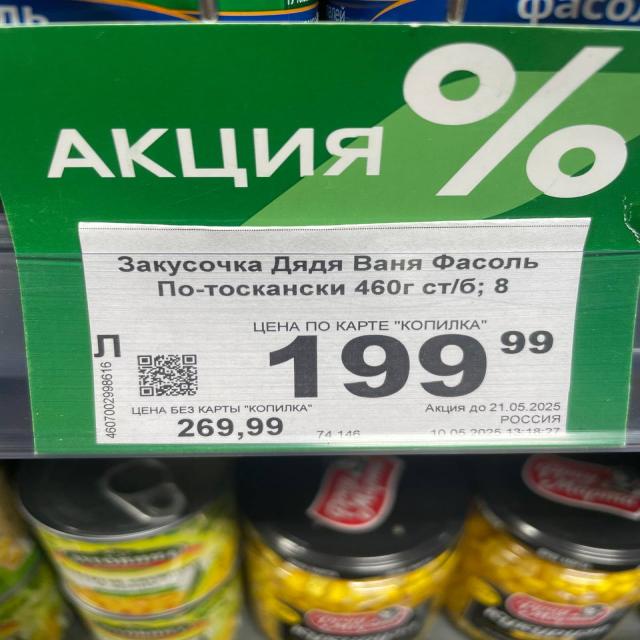 АКЦИЯ %
Закусочка Дядя Ваня Фасоль
По-тоскански 460г ст/б; 8
ЦЕНА ПО КАРТЕ "КОПИЛКА"
Л
199 99
4607002998616
ЦЕНА БЕЗ КАРТЫ "КОПИЛКА"
269,99
Акция до 21.05.2025
РОССИЯ
74 146
10.05.2025 13:18:27